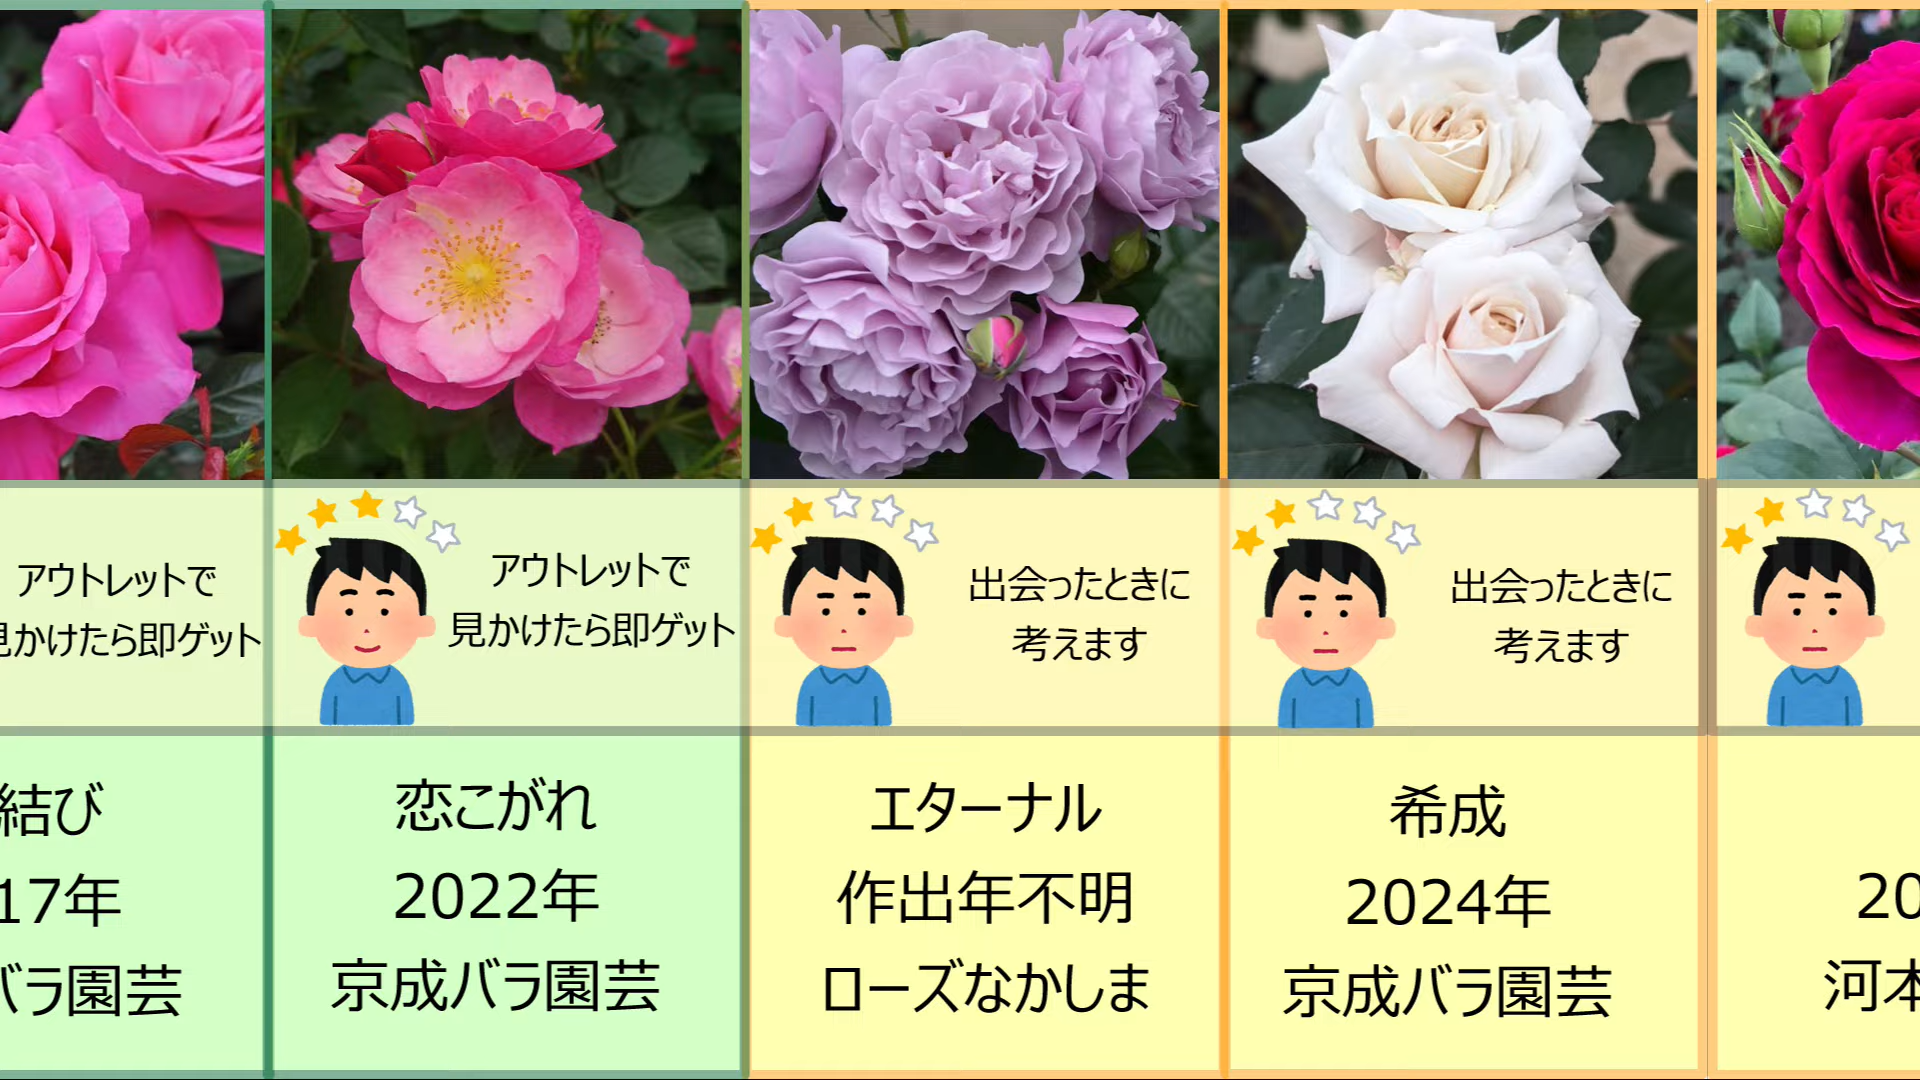 アウトレットで
見かけたら即ゲット
結び
17年
バラ園芸
アウトレットで
見かけたら即ゲット
恋こがれ
2022年
京成バラ園芸
出会ったときに
考えます
エターナル
作出年不明
ローズなかしま
出会ったときに
考えます
希成
2024年
京成バラ園芸
20
河本